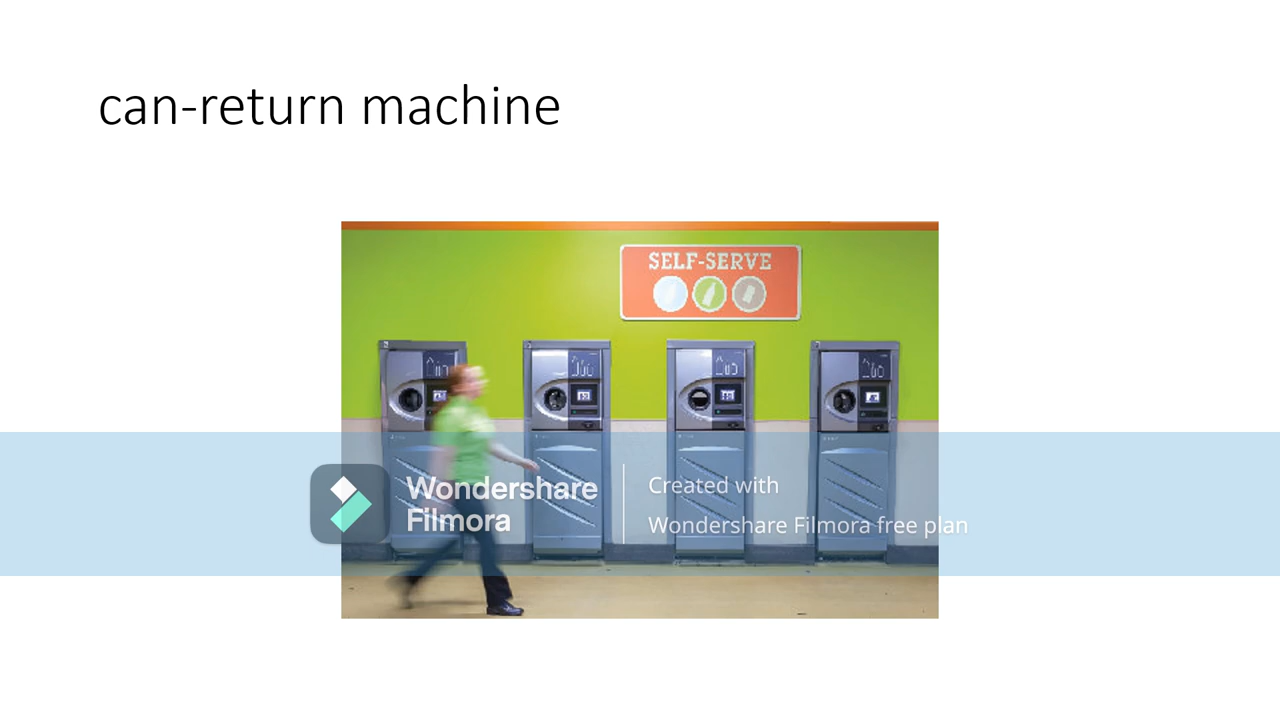 can-return machine
SELF-SERVE
Wondershare
Filmora
Created with
Wondershare Filmora free plan